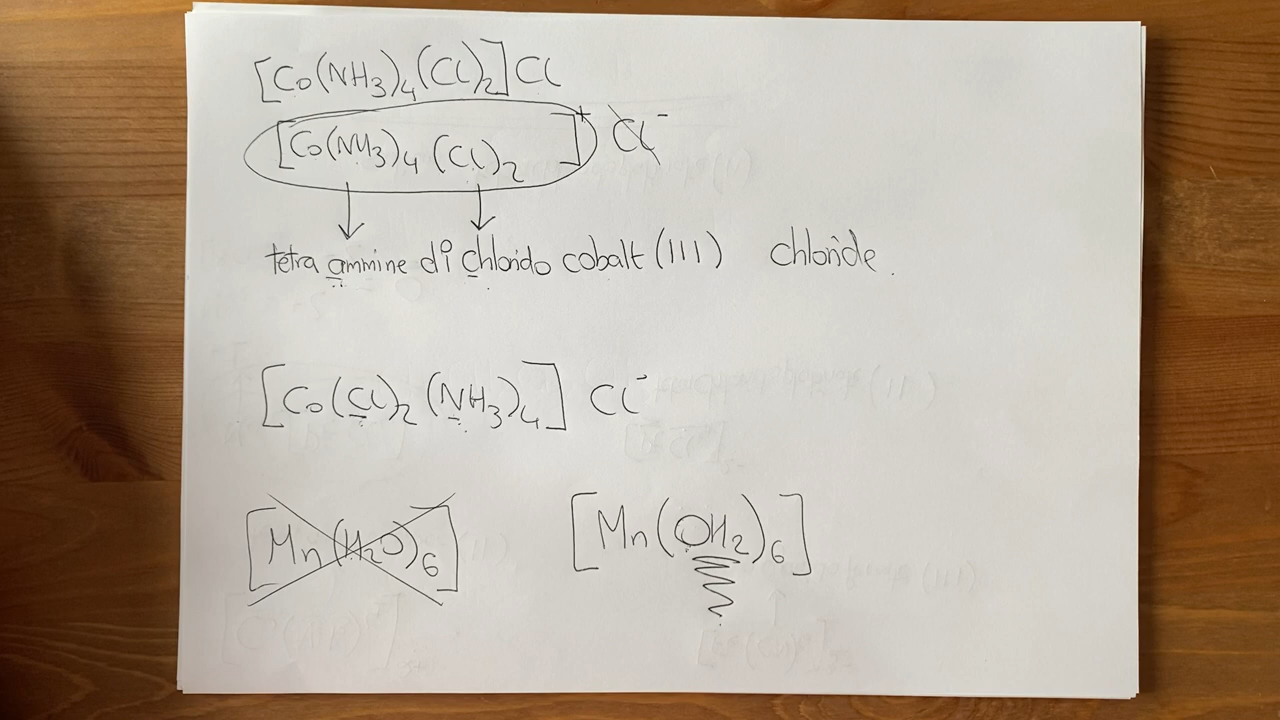 [Co(NH3)4(Cl)2]Cl
[Co(NH3)4 (Cl)2 ]+ Cl-
tetra ammine di chlorido cobalt (III) chloride.
[Co(Cl)2 (NH3)4] Cl-
[Mn(H2O)6] [Mn(OH2)6]